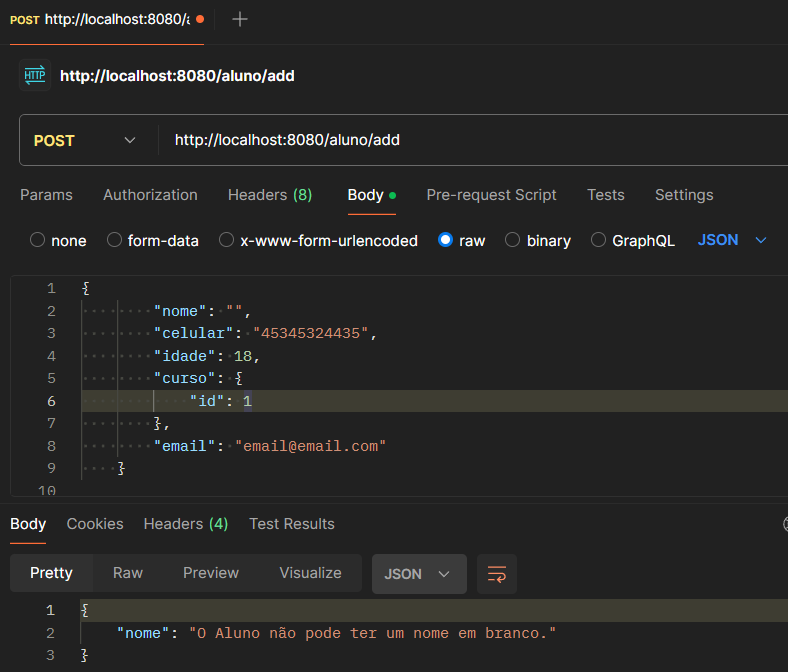 POST http://localhost:8080/a
HTTP http://localhost:8080/aluno/add
POST http://localhost:8080/aluno/add
Params Authorization Headers (8) Body Pre-request Script Tests Settings
none form-data x-www-form-urlencoded raw binary GraphQL JSON
1 {
2 "nome": "",
3 "celular": "45345324435",
4 "idade": 18,
5 "curso": {
6 "id": 1
7 },
8 "email": "email@email.com"
9 }
10
Body Cookies Headers (4) Test Results
Pretty Raw Preview Visualize JSON
1 {
2 "nome": "O Aluno não pode ter um nome em branco."
3 }